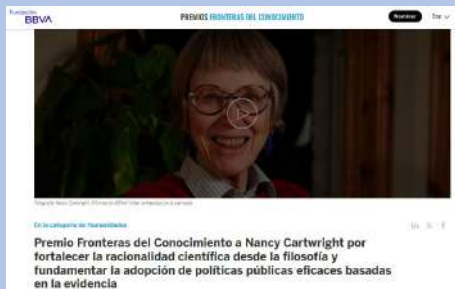 Fundación
BBVA
PREMIOS FRONTERAS DEL CONOCIMIENTO
Nominar
En la categoría de Humanidades
Premio Fronteras del Conocimiento a Nancy Cartwright por
fortalecer la racionalidad científica desde la filosofía y
fundamentar la adopción de políticas públicas eficaces basadas
en la evidencia